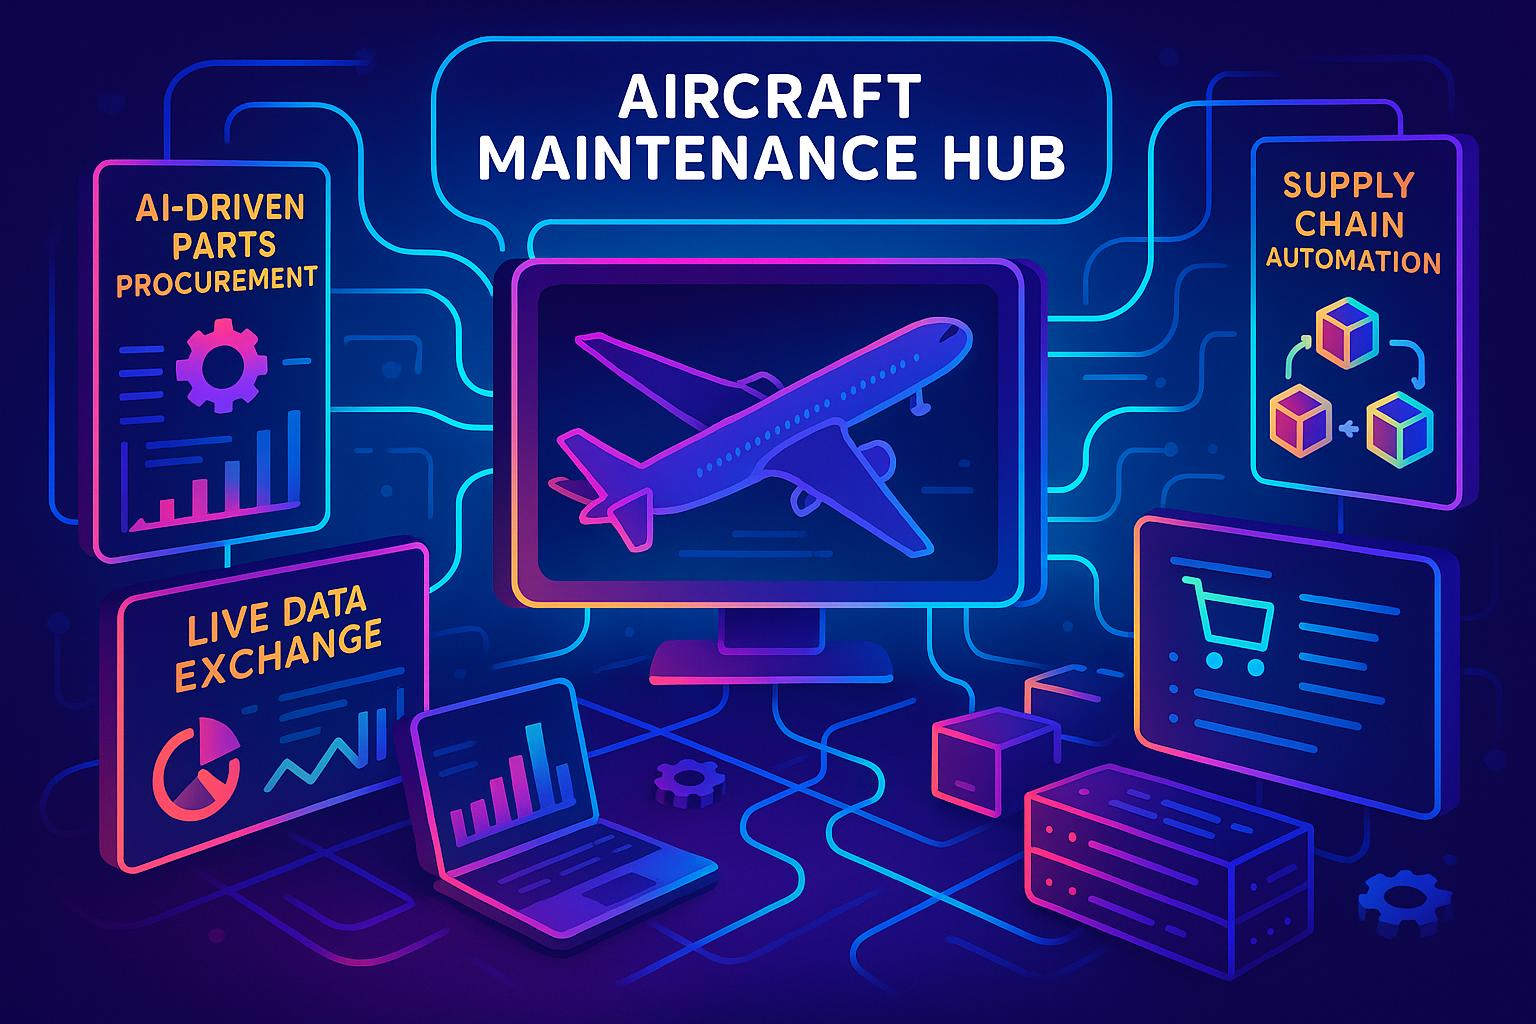 AIRCRAFT
MAINTENANCE HUB
AI-DRIVEN
PARTS
PROCUREMENT
SUPPLY
CHAIN
AUTOMATION
LIVE DATA
EXCHANGE